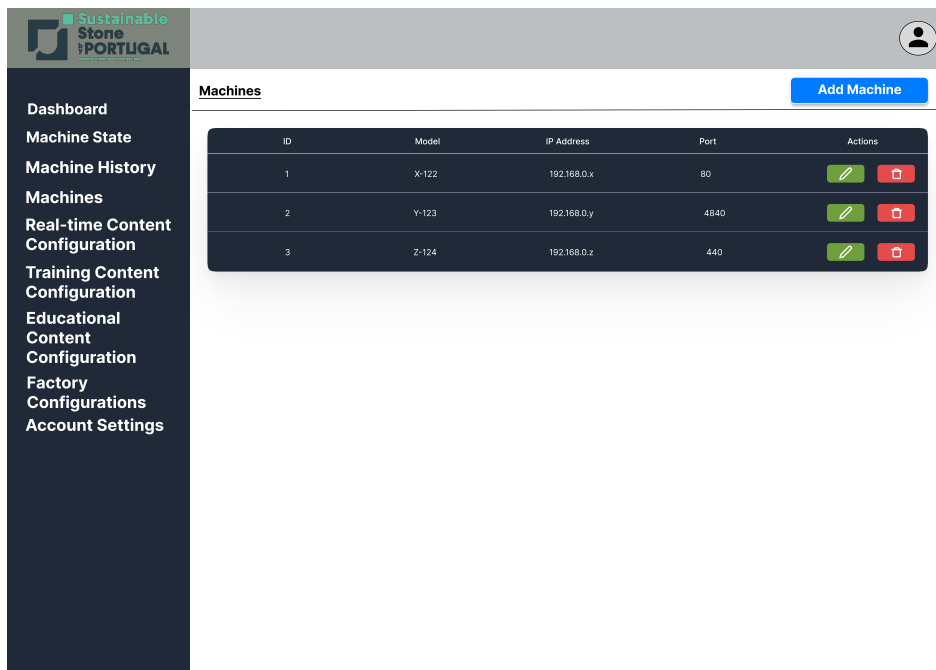 Sustainable
Stone
by PORTUGAL
Machines
Add Machine
Dashboard
Machine State
Machine History
Machines
Real-time Content
Configuration
Training Content
Configuration
Educational
Content
Configuration
Factory
Configurations
Account Settings
ID Model IP Address Port Actions
1 X-122 192.168.0.x 80
2 Y-123 192.168.0.y 4840
3 Z-124 192.168.0.z 440